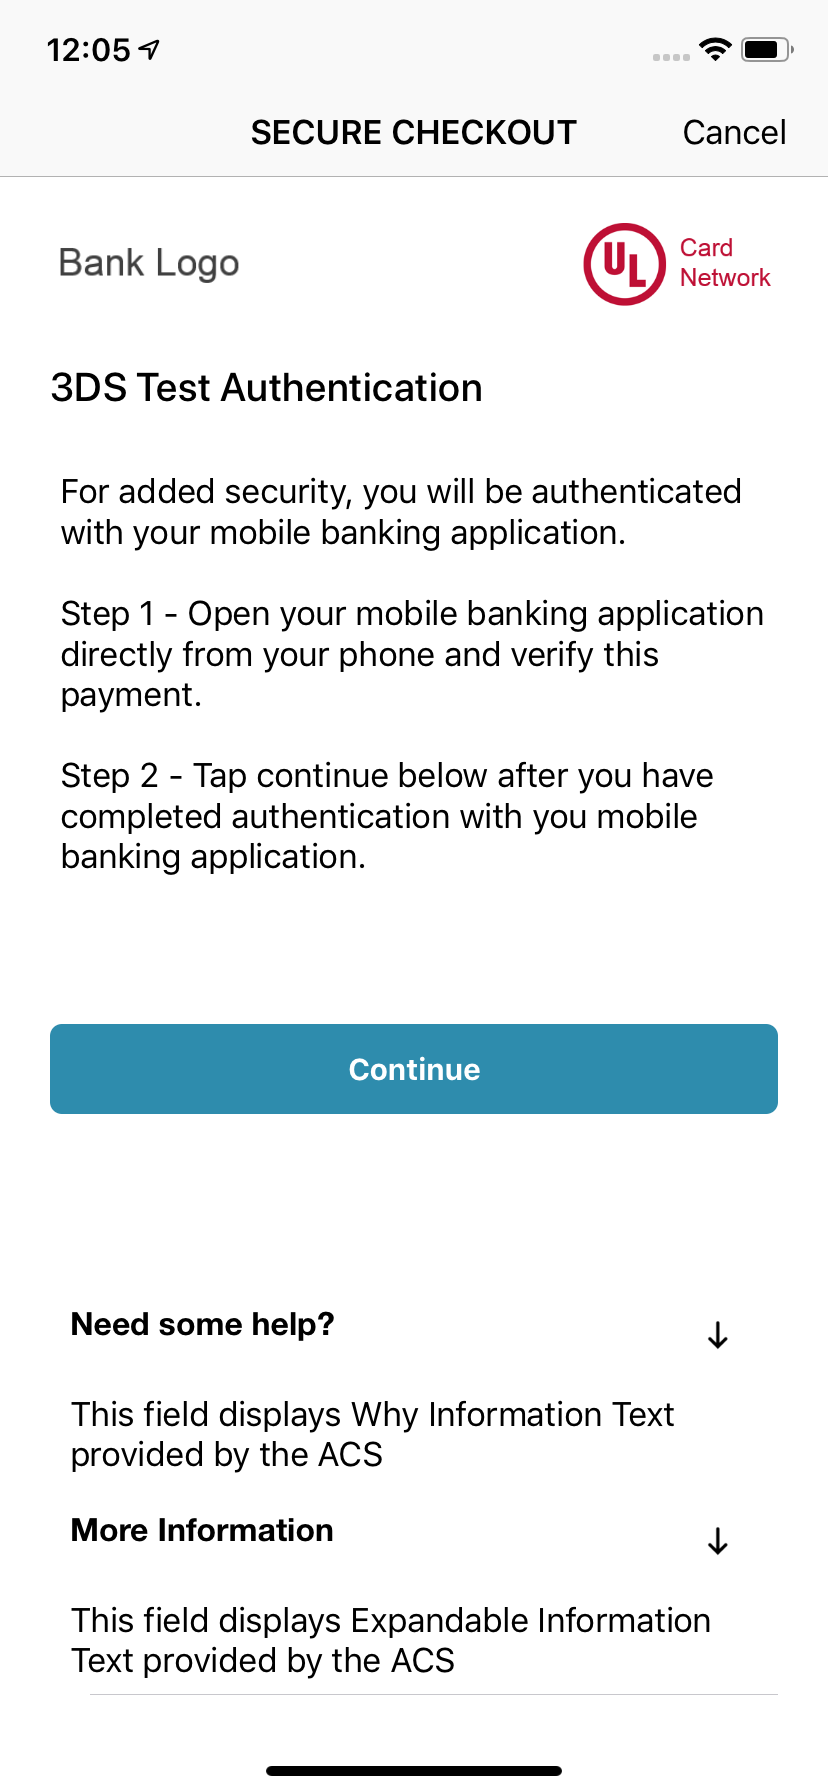 12:05
SECURE CHECKOUT
Cancel
Bank Logo
UL
Card
Network
3DS Test Authentication
For added security, you will be authenticated
with your mobile banking application.
Step 1 - Open your mobile banking application
directly from your phone and verify this
payment.
Step 2 - Tap continue below after you have
completed authentication with you mobile
banking application.
Continue
Need some help?
This field displays Why Information Text
provided by the ACS
More Information
This field displays Expandable Information
Text provided by the ACS